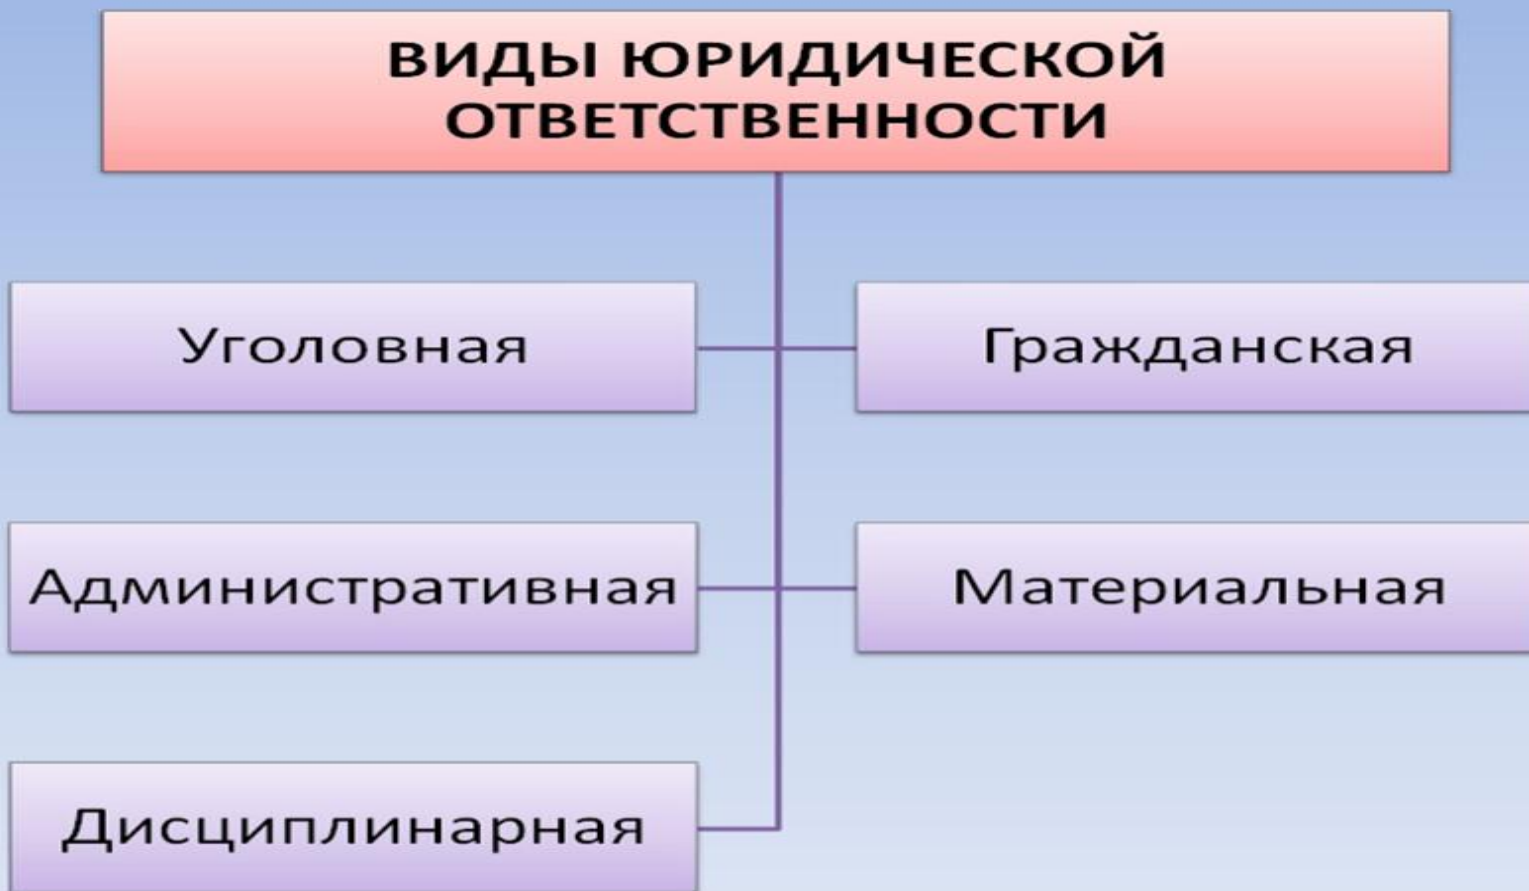 ВИДЫ ЮРИДИЧЕСКОЙ
ОТВЕТСТВЕННОСТИ
Уголовная
Гражданская
Административная
Материальная
Дисциплинарная